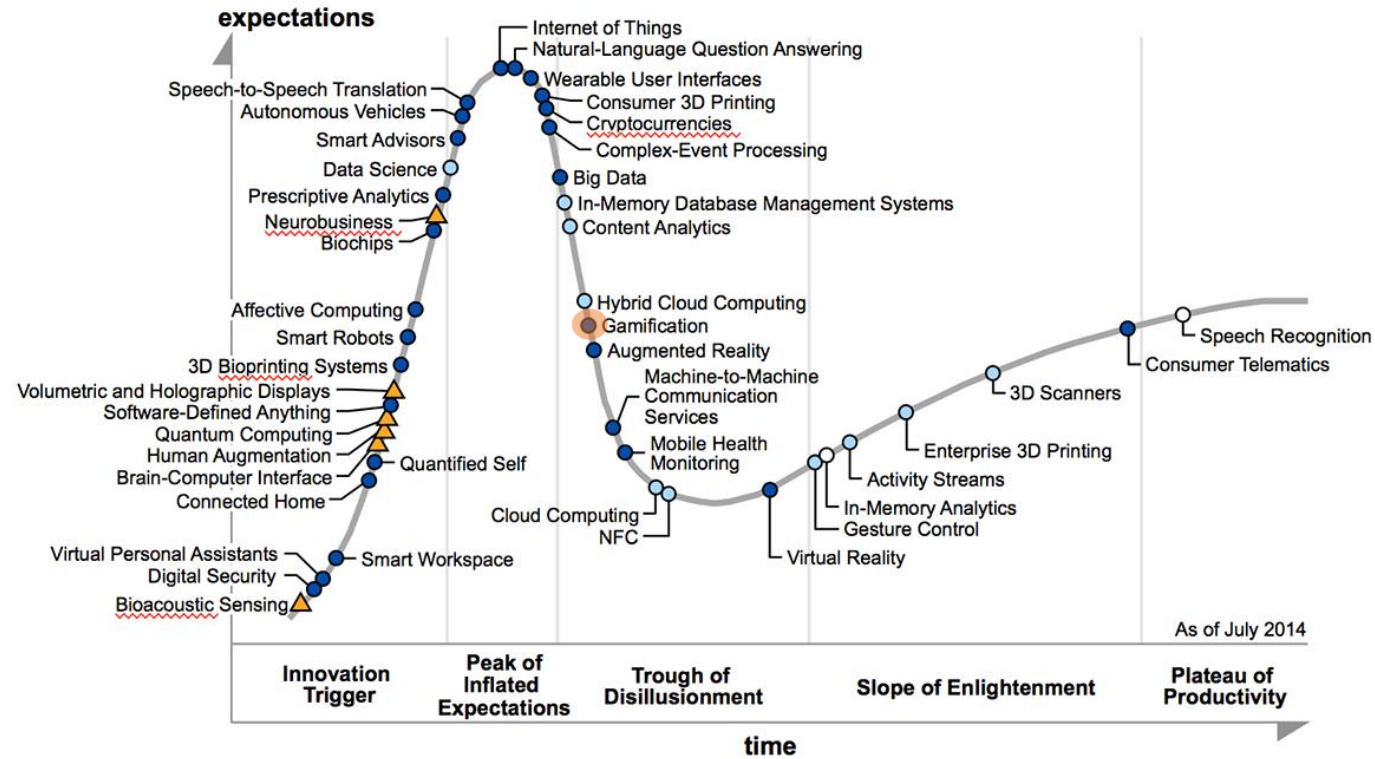 expectations
Internet of Things
Natural-Language Question Answering
Wearable User Interfaces
Consumer 3D Printing
Cryptocurrencies
Complex-Event Processing
Speech-to-Speech Translation
Autonomous Vehicles
Smart Advisors
Data Science
Prescriptive Analytics
Neurobusiness
Biochips
Big Data
In-Memory Database Management Systems
Content Analytics
Hybrid Cloud Computing
Gamification
Augmented Reality
Machine-to-Machine
Communication
Services
Mobile Health
Monitoring
Affective Computing
Smart Robots
3D Bioprinting Systems
Volumetric and Holographic Displays
Software-Defined Anything
Quantum Computing
Human Augmentation
Brain-Computer Interface
Quantified Self
Connected Home
Cloud Computing
NFC
Virtual Personal Assistants
Smart Workspace
Digital Security
Bioacoustic Sensing
Virtual Reality
Gesture Control
In-Memory Analytics
Activity Streams
Enterprise 3D Printing
3D Scanners
Consumer Telematics
Speech Recognition
As of July 2014
Innovation
Trigger
Peak of
Inflated
Expectations
Trough of
Disillusionment
Slope of Enlightenment
Plateau of
Productivity
time